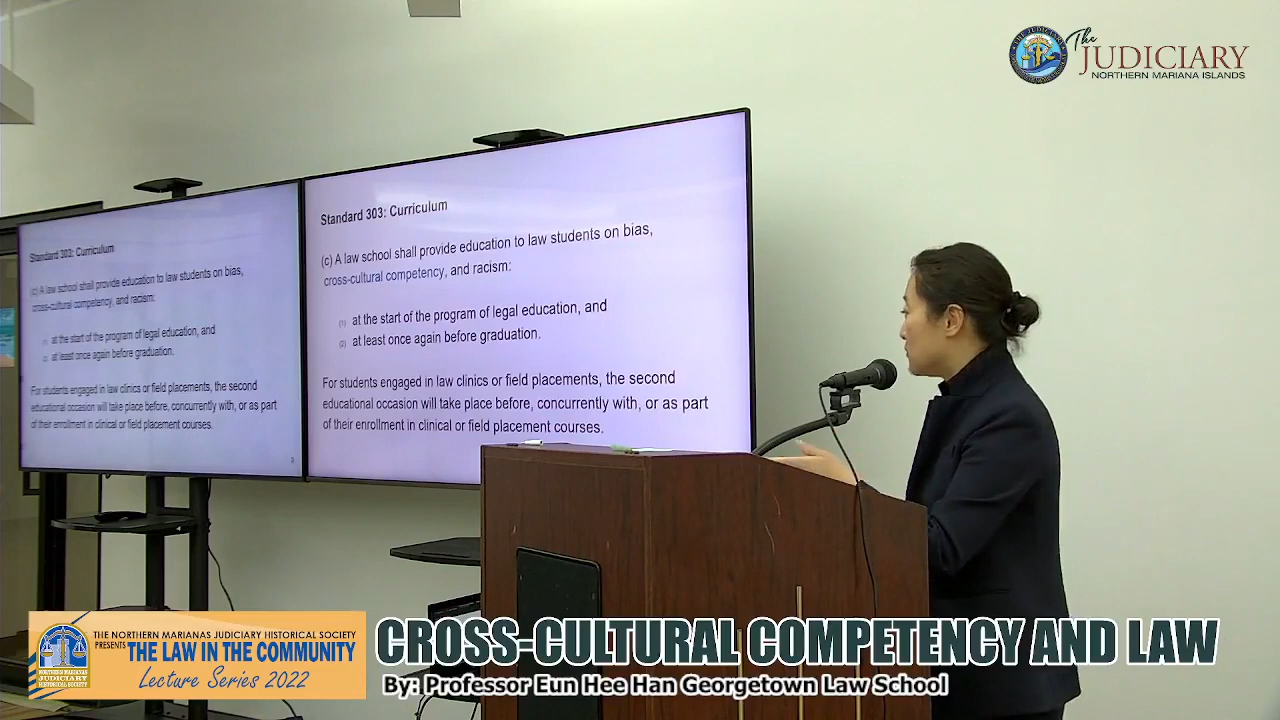 The
JUDICIARY
NORTHERN MARIANA ISLANDS
Standard 303: Curriculum
(c) A law school shall provide education to law students on bias,
cross-cultural competency, and racism:
(1) at the start of the program of legal education, and
(2) at least once again before graduation.
For students engaged in law clinics or field placements, the second
educational occasion will take place before, concurrently with, or as part
of their enrollment in clinical or field placement courses.
Standard 303: Curriculum
(c) A law school shall provide education to law students on bias,
cross-cultural competency, and racism:
(1) at the start of the program of legal education, and
(2) at least once again before graduation.
For students engaged in law clinics or field placements, the second
educational occasion will take place before, concurrently with, or as part
of their enrollment in clinical or field placement courses.
THE NORTHERN MARIANAS JUDICIARY HISTORICAL SOCIETY
PRESENTS THE LAW IN THE COMMUNITY
Lecture Series 2022
NORTHERN MARIANAS
JUDICIARY
HISTORICAL SOCIETY
CROSS-CULTURAL COMPETENCY AND LAW
By: Professor Eun Hee Han Georgetown Law School